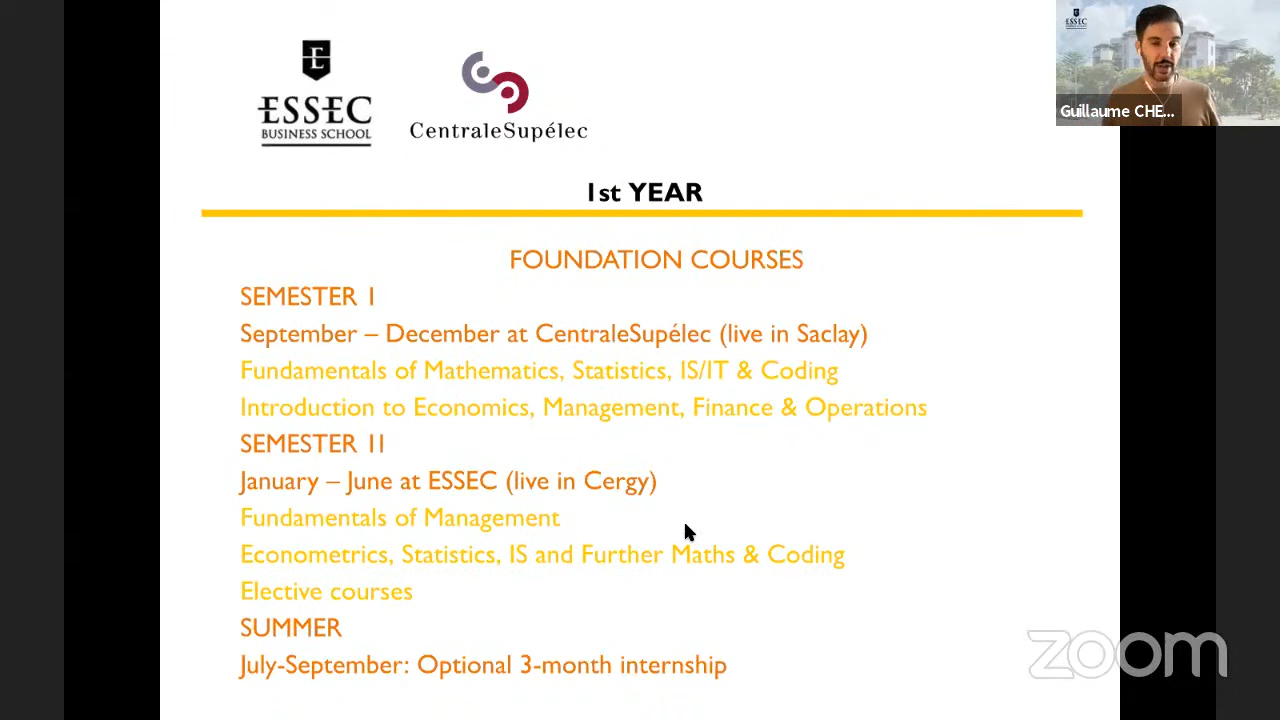 ESSEC
BUSINESS SCHOOL
CentraleSupélec
ESSEC
Guillaume CHE...
1st YEAR
FOUNDATION COURSES
SEMESTER I
September – December at CentraleSupélec (live in Saclay)
Fundamentals of Mathematics, Statistics, IS/IT & Coding
Introduction to Economics, Management, Finance & Operations
SEMESTER II
January – June at ESSEC (live in Cergy)
Fundamentals of Management
Econometrics, Statistics, IS and Further Maths & Coding
Elective courses
SUMMER
July-September: Optional 3-month internship
zoom